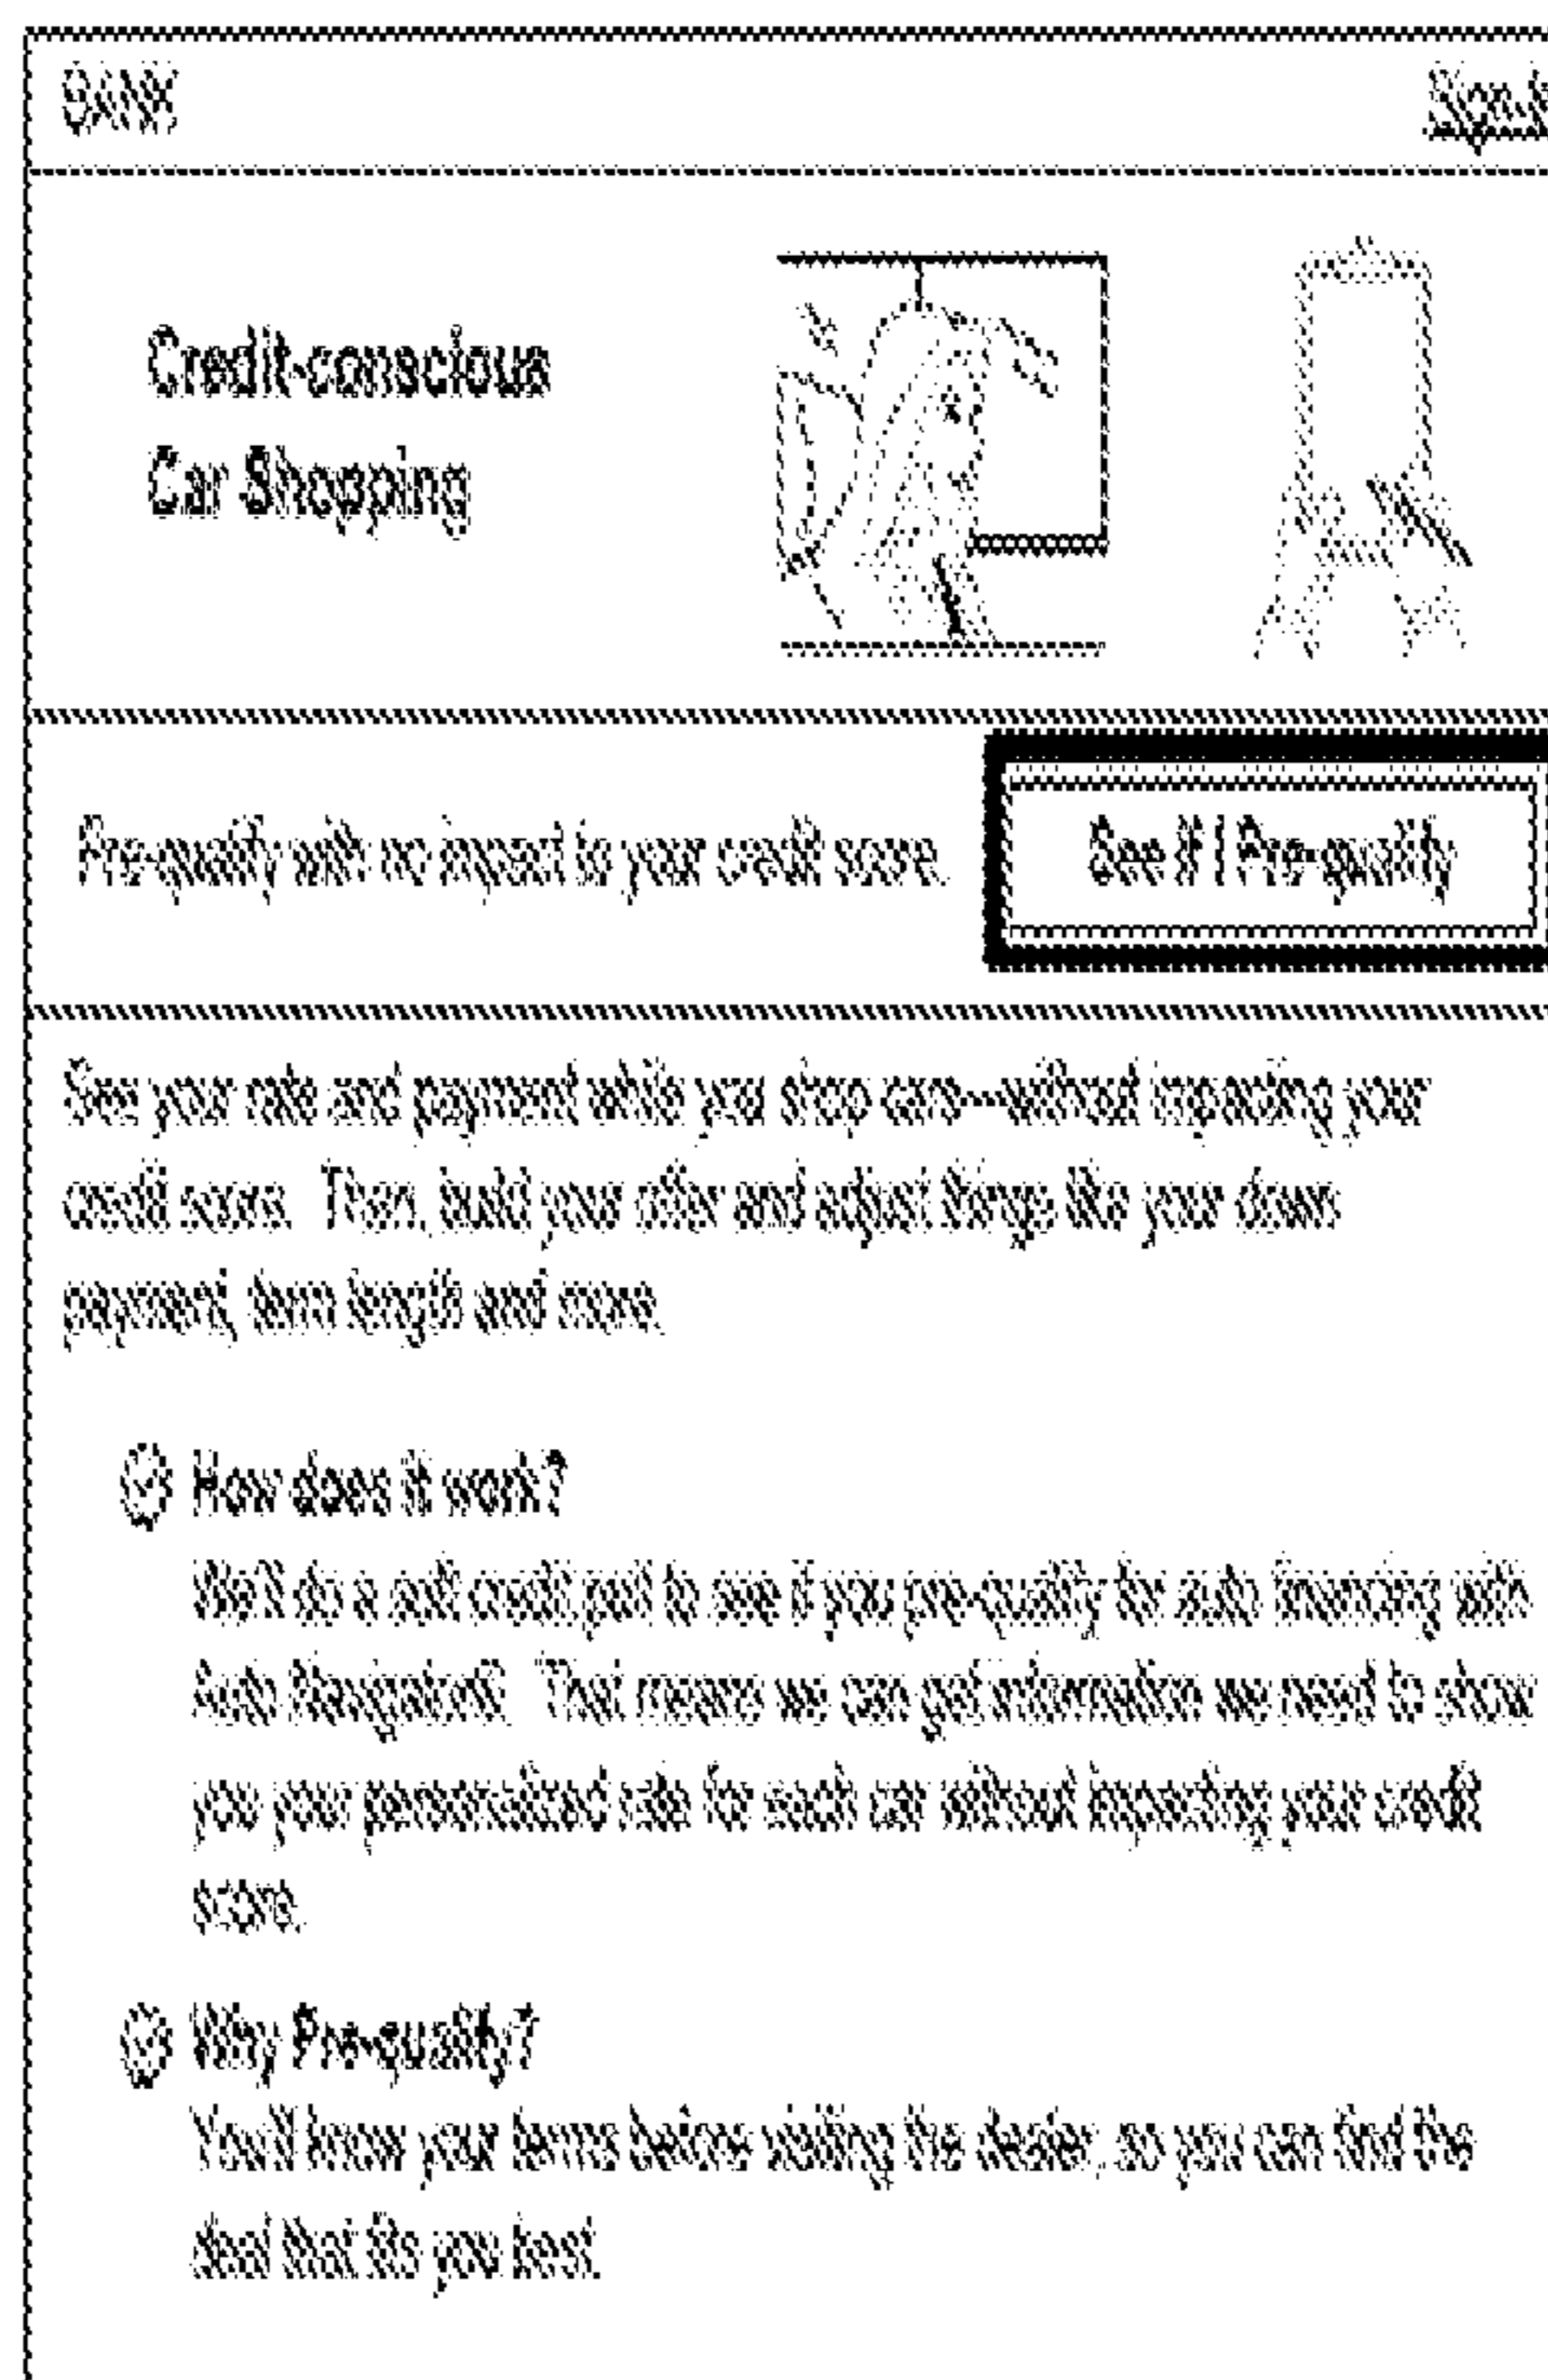 BANK
Sign-In
Credit-conscious
Car Shopping
Pre-qualify with no impact to your credit score.
See if I Pre-qualify
See your rate and payment while you shop cars---without impacting your
credit score. Then, build your offer and adjust things like your down
payment, term length and more.
How does it work?
We'll do a soft credit pull to see if you pre-qualify for auto financing with
Auto Navigator®. That means we can get information we need to show
you your personalized rate for each car without impacting your credit
score.
Why Pre-qualify?
You'll know your terms before visiting the dealer, so you can find the
deal that fits you best.